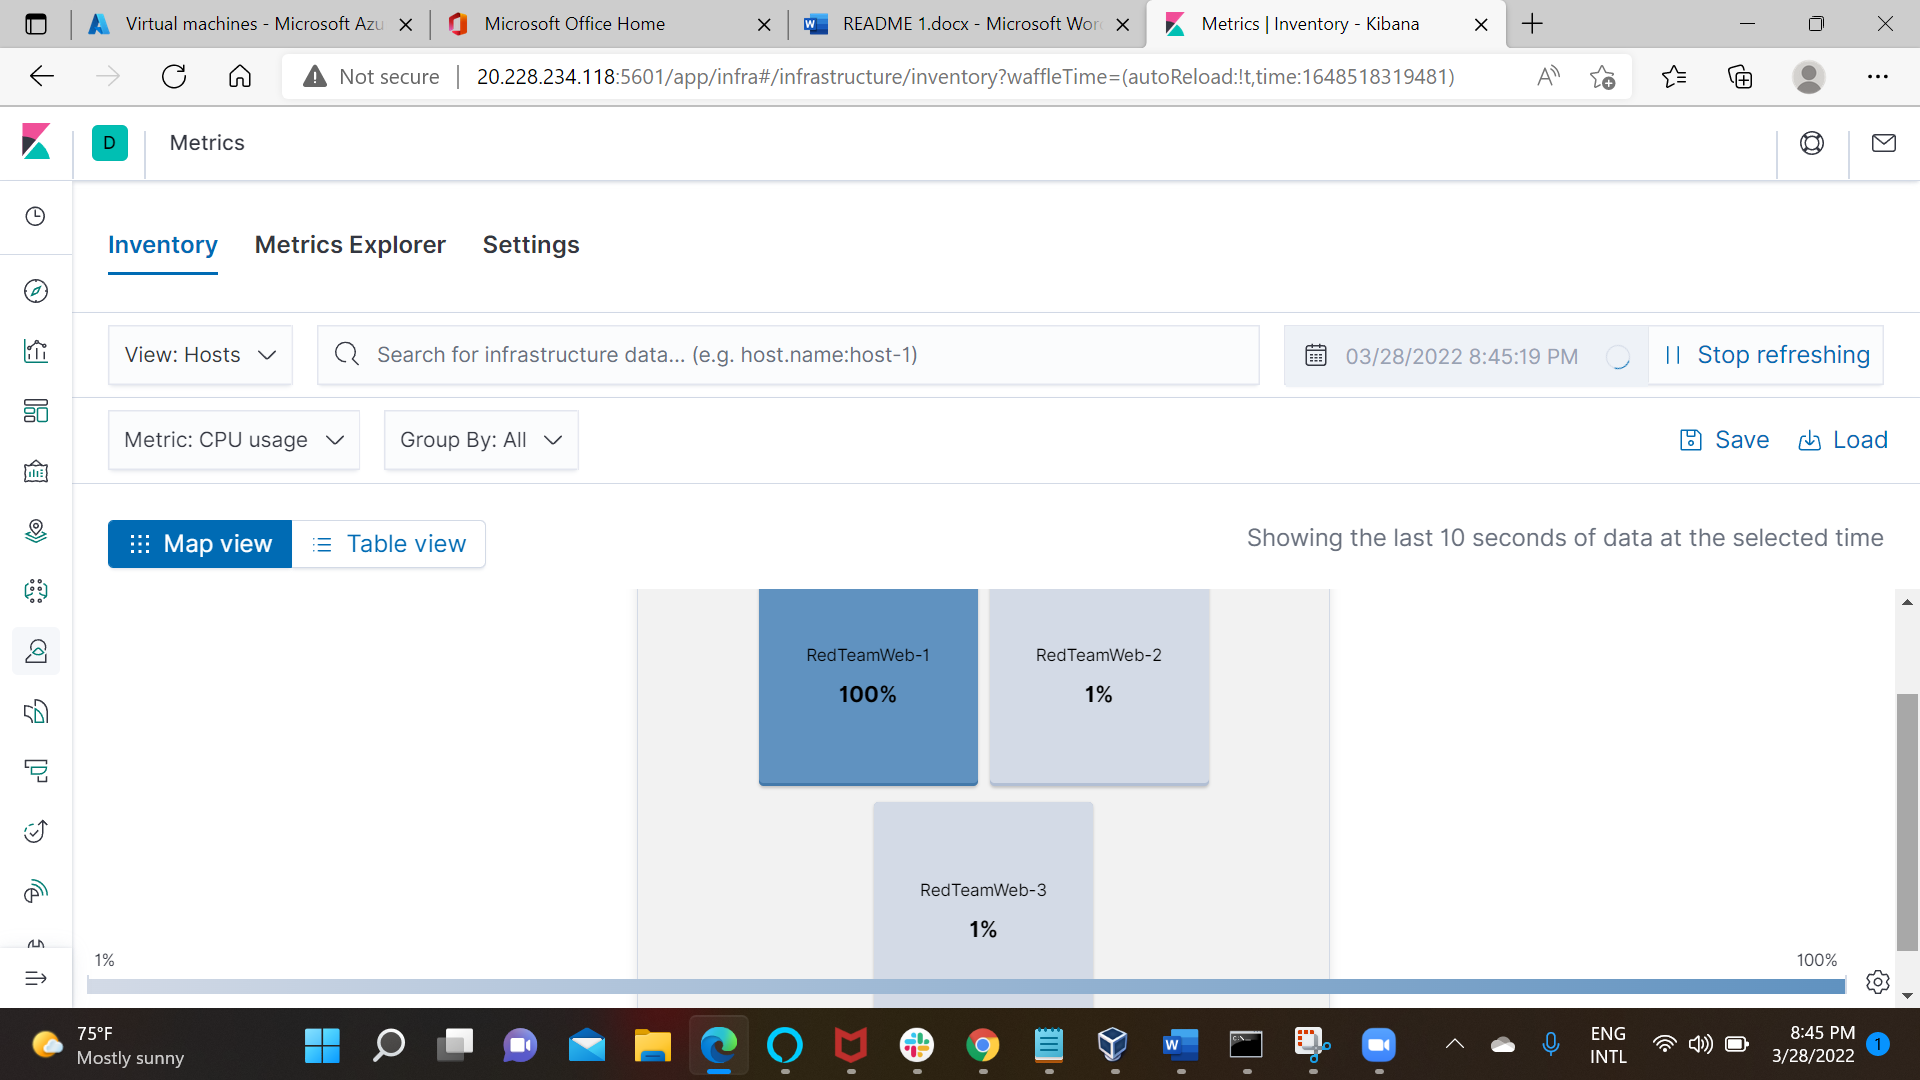 Virtual machines - Microsoft Azu
Microsoft Office Home
README 1.docx - Microsoft Wor
Metrics | Inventory - Kibana
Not secure
20.228.234.118:5601/app/infra#/infrastructure/inventory?waffleTime=(autoReload:!t,time:1648518319481)
D
Metrics
Inventory
Metrics Explorer
Settings
View: Hosts
Search for infrastructure data... (e.g. host.name:host-1)
03/28/2022 8:45:19 PM
Stop refreshing
Metric: CPU usage
Group By: All
Save
Load
Map view
Table view
Showing the last 10 seconds of data at the selected time
RedTeamWeb-1
100%
RedTeamWeb-2
1%
RedTeamWeb-3
1%
1%
100%
75°F
Mostly sunny
ENG
INTL
8:45 PM
3/28/2022
1